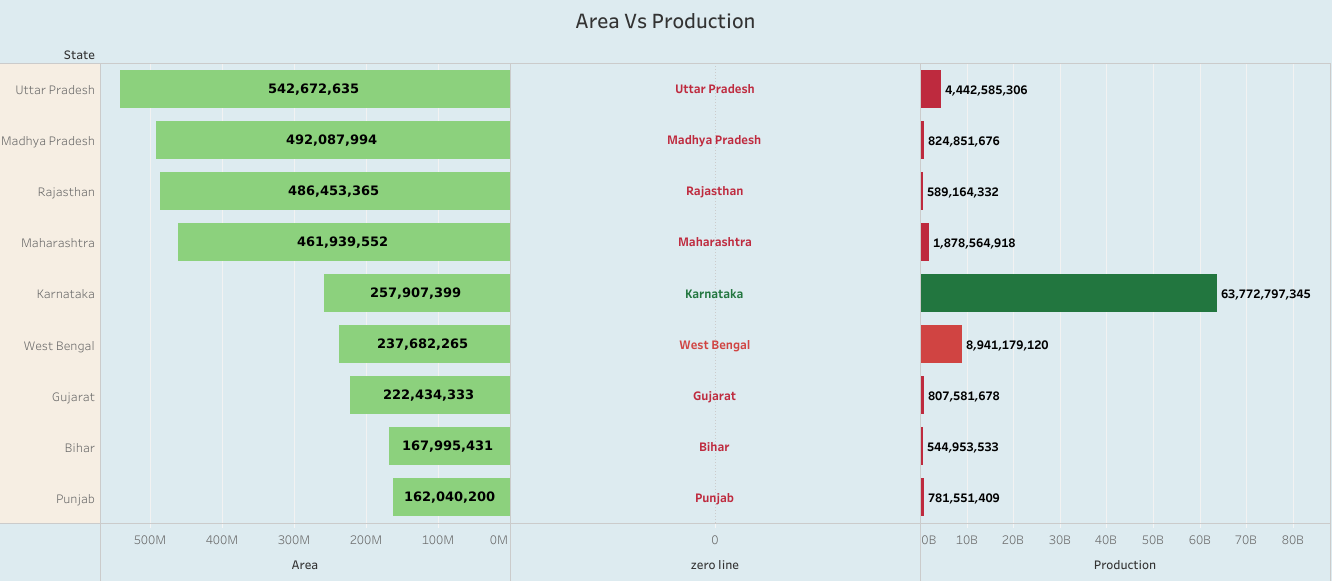 Area Vs Production
State
Uttar Pradesh 542,672,635 Uttar Pradesh 4,442,585,306
Madhya Pradesh 492,087,994 Madhya Pradesh 824,851,676
Rajasthan 486,453,365 Rajasthan 589,164,332
Maharashtra 461,939,552 Maharashtra 1,878,564,918
Karnataka 257,907,399 Karnataka 63,772,797,345
West Bengal 237,682,265 West Bengal 8,941,179,120
Gujarat 222,434,333 Gujarat 807,581,678
Bihar 167,995,431 Bihar 544,953,533
Punjab 162,040,200 Punjab 781,551,409
500M 400M 300M 200M 100M 0M 0 0B 10B 20B 30B 40B 50B 60B 70B 80B
Area zero line Production